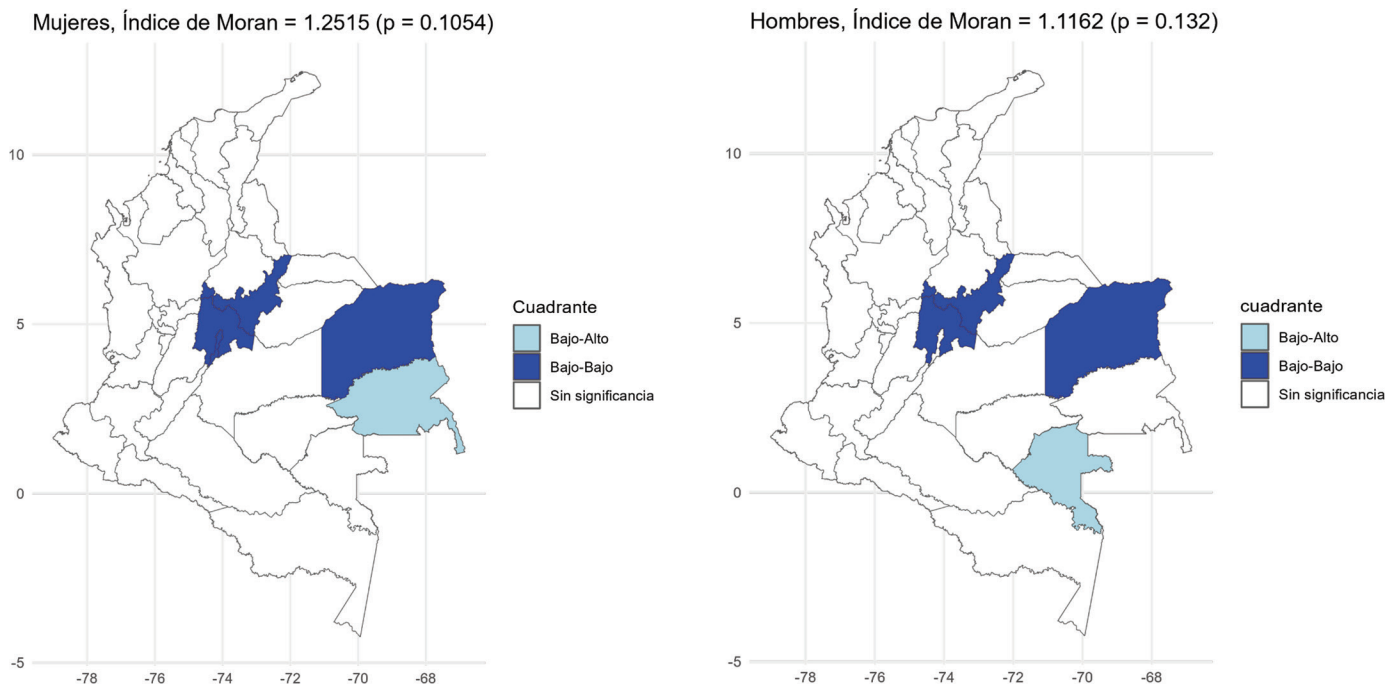 Mujeres, Índice de Moran = 1.2515 (p = 0.1054)
10
5
0
-5
-78 -76 -74 -72 -70 -68
Cuadrante
Bajo-Alto
Bajo-Bajo
Sin significancia
Hombres, Índice de Moran = 1.1162 (p = 0.132)
10
5
0
-5
-78 -76 -74 -72 -70 -68
cuadrante
Bajo-Alto
Bajo-Bajo
Sin significancia